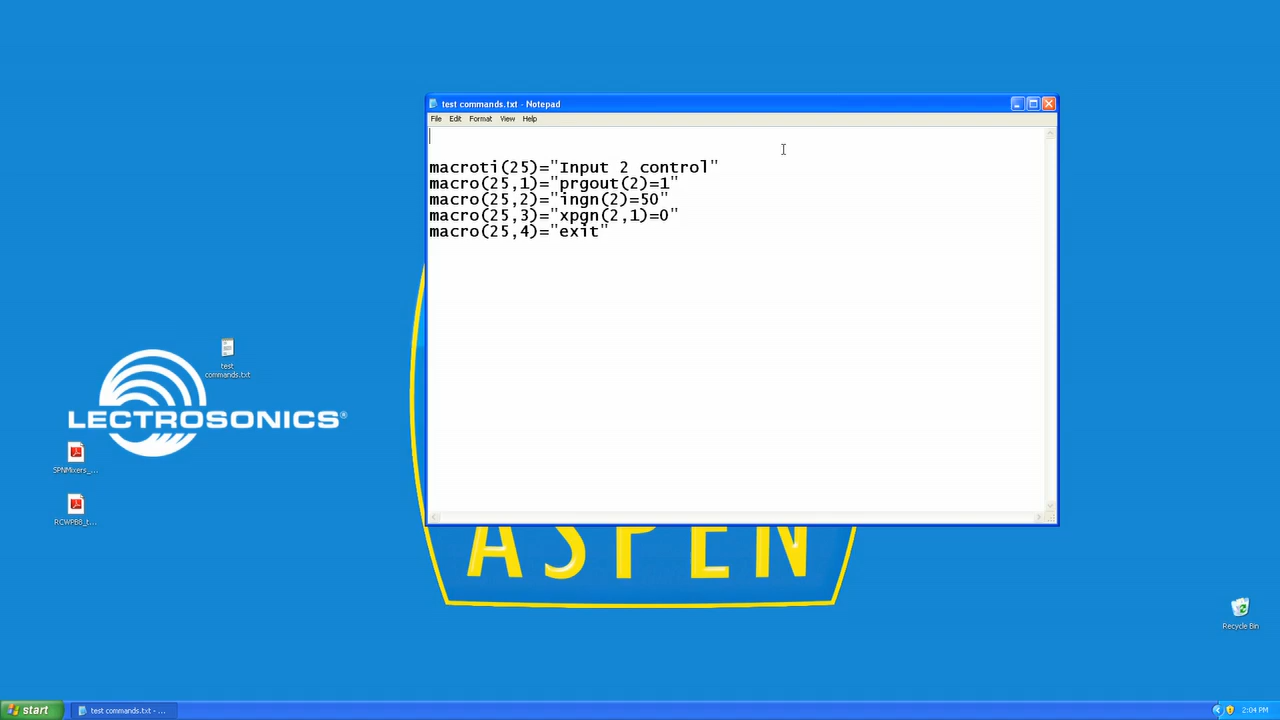 test commands.txt - Notepad
File Edit Format View Help
macroti(25)="Input 2 control"
macro(25,1)="prgout(2)=1"
macro(25,2)="ingn(2)=50"
macro(25,3)="xpgn(2,1)=0"
macro(25,4)="exit"
test
commands.txt
LECTROSONICS®
SPNMixers_...
RCWPB8_t...
ASPEN
Recycle Bin
start
test commands.txt - ...
2:04 PM